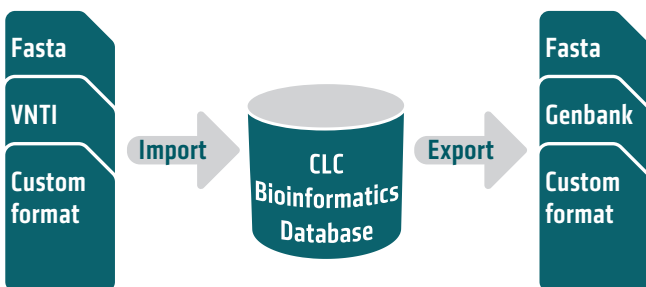 Fasta
VNTI
Custom
format
Import
CLC
Bioinformatics
Database
Export
Fasta
Genbank
Custom
format